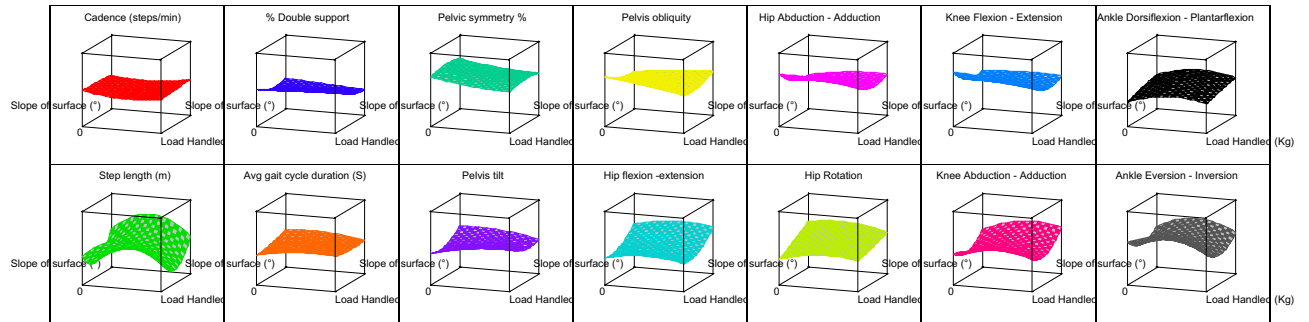 Cadence (steps/min)
Slope of surface (°)
0
Load Handled
% Double support
Slope of surface (°)
0
Load Handled
Pelvic symmetry %
Slope of surface (°)
0
Load Handled
Pelvis obliquity
Slope of surface (°)
0
Load Handled
Hip Abduction - Adduction
Slope of surface (°)
0
Load Handled
Knee Flexion - Extension
Slope of surface (°)
0
Load Handled
Ankle Dorsiflexion - Plantarflexion
Slope of surface (°)
0
Load Handled (Kg)
Step length (m)
Slope of surface (°)
0
Load Handled
Avg gait cycle duration (S)
Slope of surface (°)
0
Load Handled
Pelvis tilt
Slope of surface (°)
0
Load Handled
Hip flexion -extension
Slope of surface (°)
0
Load Handled
Hip Rotation
Slope of surface (°)
0
Load Handled
Knee Abduction - Adduction
Slope of surface (°)
0
Load Handled
Ankle Eversion - Inversion
Slope of surface (°)
0
Load Handled (Kg)